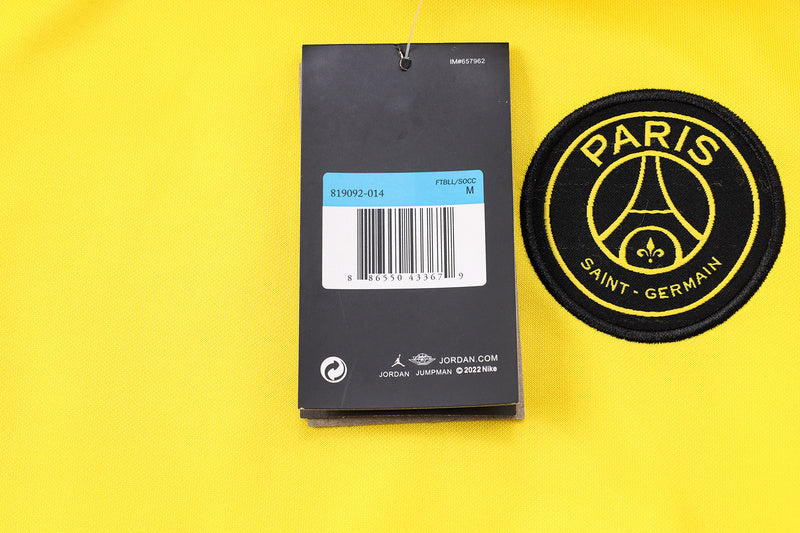 IM#657962
FTBLL/SOCC
819092-014 M
8 86550 43367 9
JORDAN.COM
JORDAN JUMPMAN © 2022 Nike
PARIS
SAINT-GERMAIN